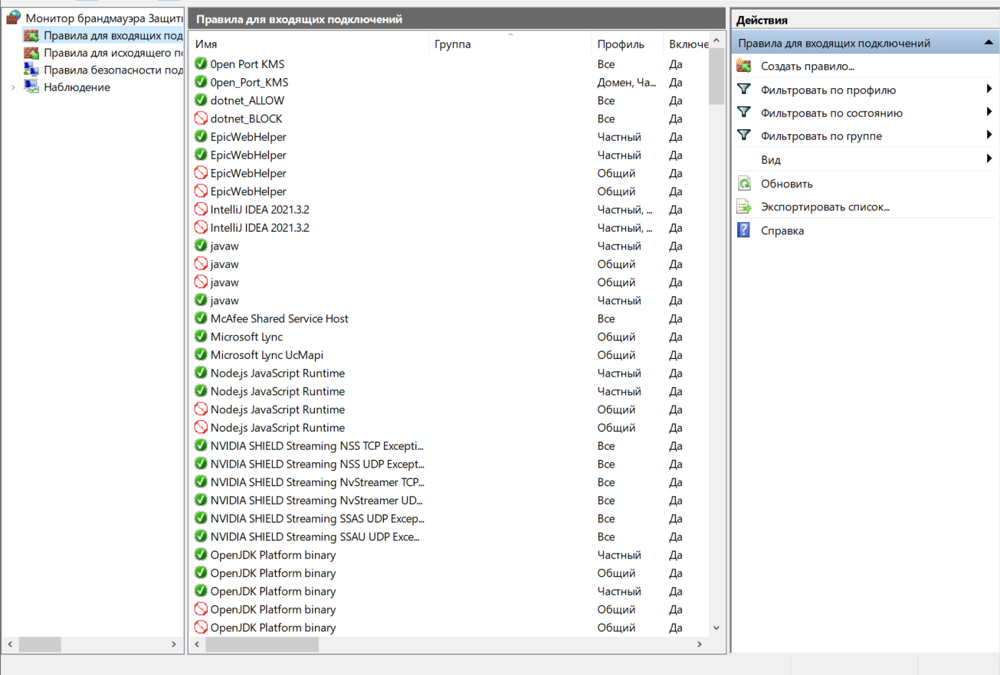 Монитор брандмауэра Защити
Правила для входящих под
Правила для исходящего по
Правила безопасности под
Наблюдение
Правила для входящих подключений
Имя Группа Профиль Включе
0pen Port KMS Все Да
0pen_Port_KMS Домен, Ча... Да
dotnet_ALLOW Все Да
dotnet_BLOCK Все Да
EpicWebHelper Частный Да
EpicWebHelper Частный Да
EpicWebHelper Общий Да
EpicWebHelper Общий Да
IntelliJ IDEA 2021.3.2 Частный, ... Да
IntelliJ IDEA 2021.3.2 Частный, ... Да
javaw Частный Да
javaw Общий Да
javaw Общий Да
javaw Частный Да
McAfee Shared Service Host Все Да
Microsoft Lync Общий Да
Microsoft Lync UcMapi Общий Да
Node.js JavaScript Runtime Частный Да
Node.js JavaScript Runtime Частный Да
Node.js JavaScript Runtime Общий Да
Node.js JavaScript Runtime Общий Да
NVIDIA SHIELD Streaming NSS TCP Excepti... Все Да
NVIDIA SHIELD Streaming NSS UDP Except... Все Да
NVIDIA SHIELD Streaming NvStreamer TCP... Все Да
NVIDIA SHIELD Streaming NvStreamer UD... Все Да
NVIDIA SHIELD Streaming SSAS UDP Excep... Все Да
NVIDIA SHIELD Streaming SSAU UDP Exce... Все Да
OpenJDK Platform binary Частный Да
OpenJDK Platform binary Общий Да
OpenJDK Platform binary Частный Да
OpenJDK Platform binary Общий Да
OpenJDK Platform binary Общий Да
Действия
Правила для входящих подключений
Создать правило...
Фильтровать по профилю
Фильтровать по состоянию
Фильтровать по группе
Вид
Обновить
Экспортировать список...
Справка